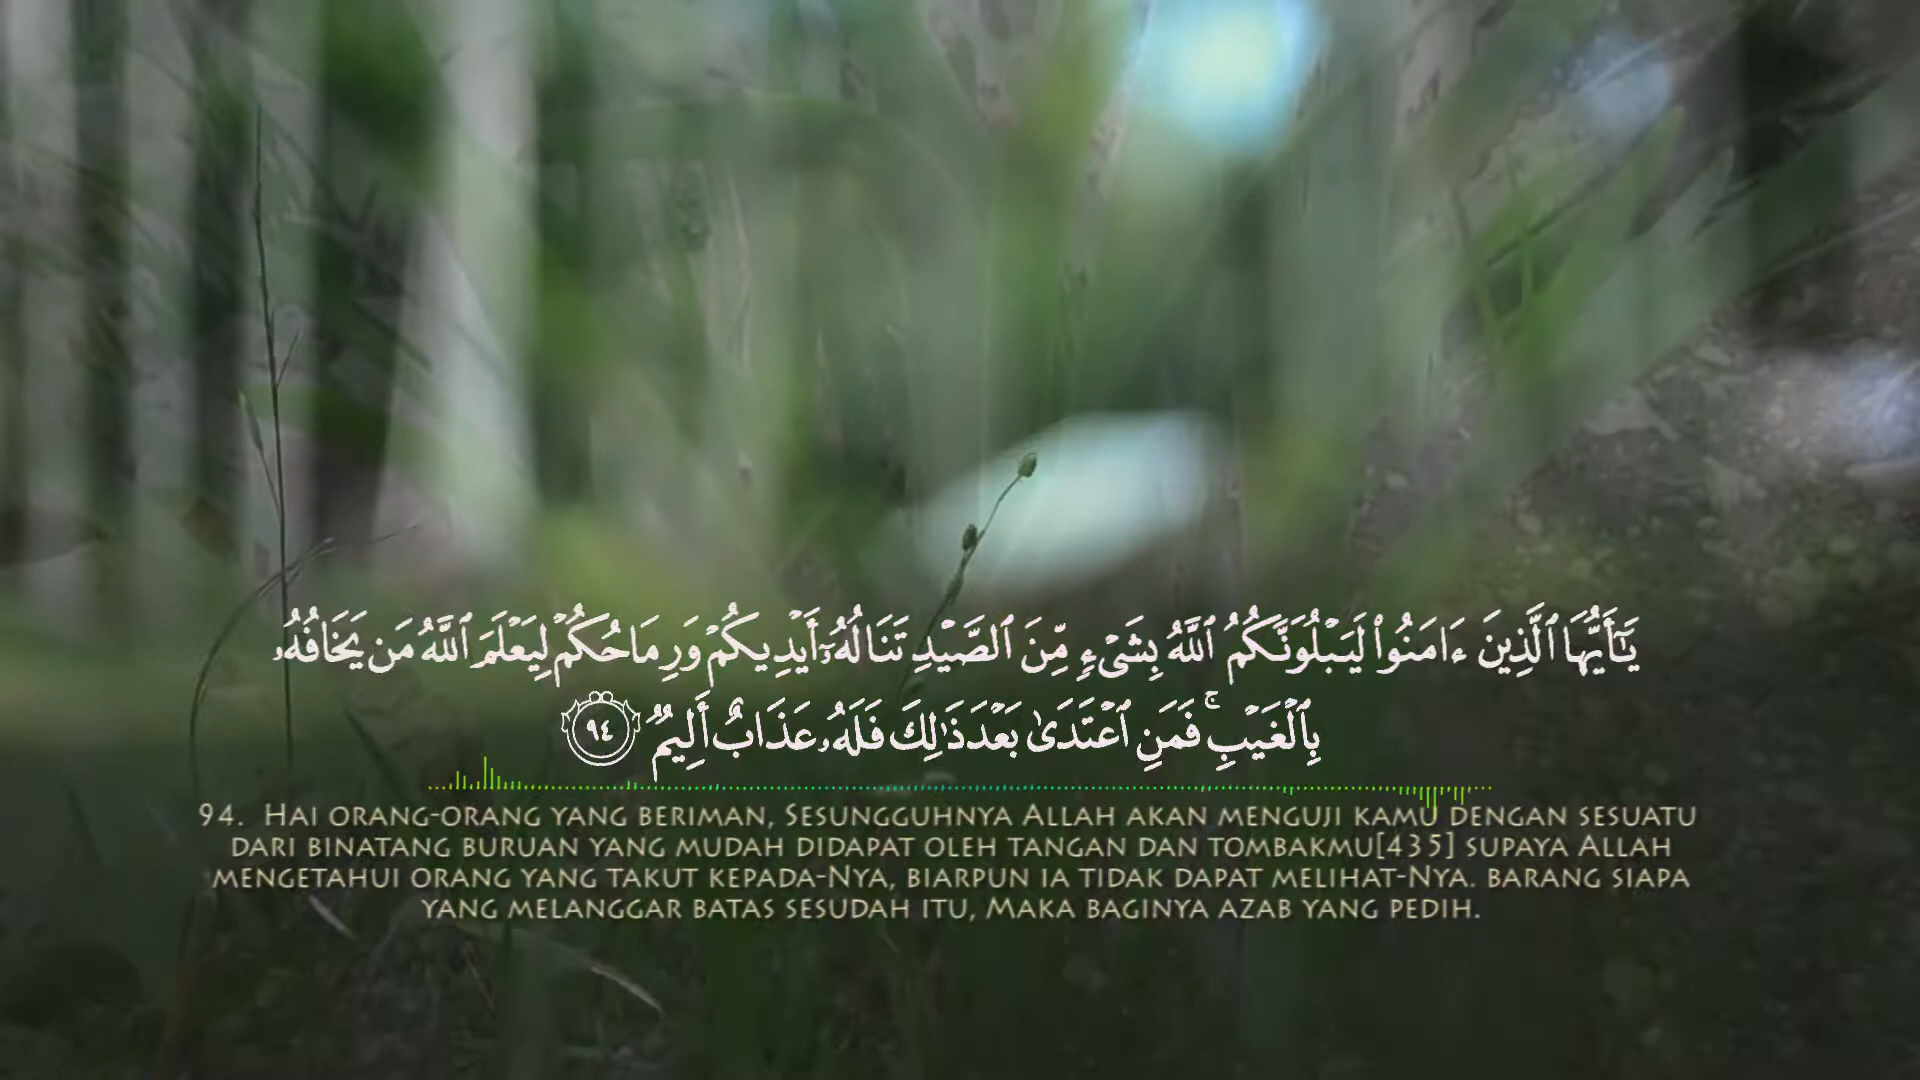 يَـٰٓأَيُّهَا ٱلَّذِينَ ءَامَنُوا۟ لَيَبْلُوَنَّكُمُ ٱللَّهُ بِشَىْءٍ مِّنَ ٱلصَّيْدِ تَنَالُهُۥٓ أَيْدِيكُمْ وَرِمَاحُكُمْ لِيَعْلَمَ ٱللَّهُ مَن يَخَافُهُۥ
بِٱلْغَيْبِ ۚ فَمَنِ ٱعْتَدَىٰ بَعْدَ ذَٰلِكَ فَلَهُۥ عَذَابٌ أَلِيمٌ ٩٤
94. Hai orang-orang yang beriman, Sesungguhnya Allah akan menguji kamu dengan sesuatu
dari binatang buruan yang mudah didapat oleh tangan dan tombakmu[435] supaya Allah
mengetahui orang yang takut kepada-Nya, biarpun ia tidak dapat melihat-Nya. barang siapa
yang melanggar batas sesudah itu, Maka baginya azab yang pedih.